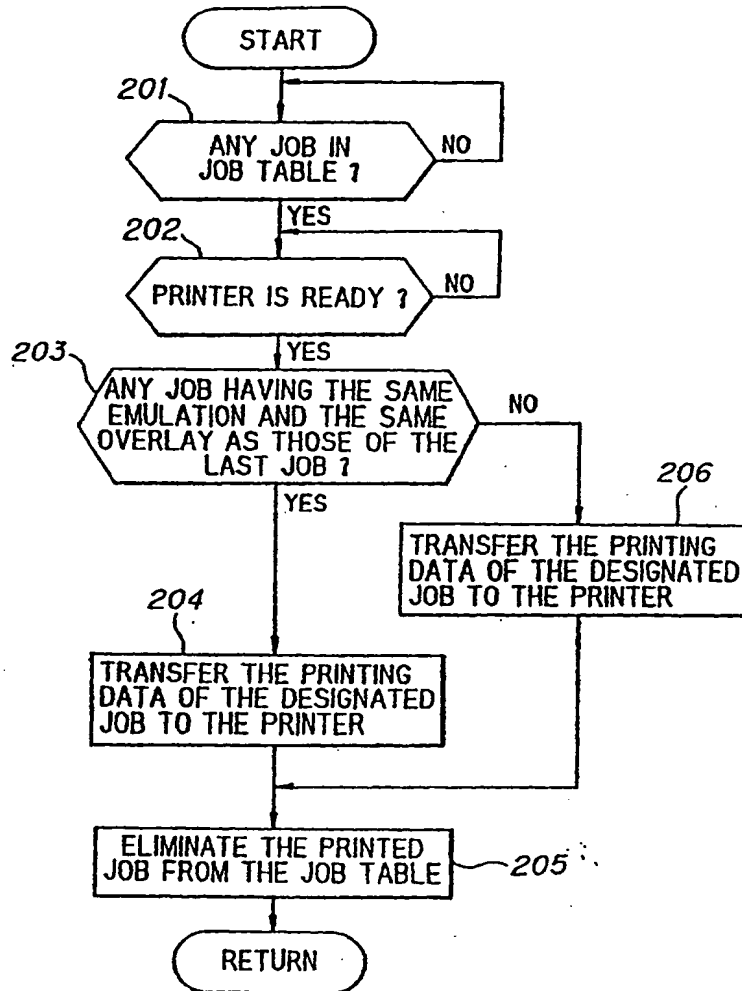 START
201
ANY JOB IN
JOB TABLE ?
NO
YES
202
PRINTER IS READY ?
NO
YES
203
ANY JOB HAVING THE SAME
EMULATION AND THE SAME
OVERLAY AS THOSE OF THE
LAST JOB ?
NO
YES
206
TRANSFER THE PRINTING
DATA OF THE DESIGNATED
JOB TO THE PRINTER
204
TRANSFER THE PRINTING
DATA OF THE DESIGNATED
JOB TO THE PRINTER
ELIMINATE THE PRINTED
JOB FROM THE JOB TABLE
205
RETURN